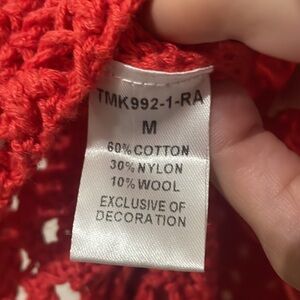 TMK992-1-RA
M
60% COTTON
30% NYLON
10% WOOL
EXCLUSIVE OF
DECORATION